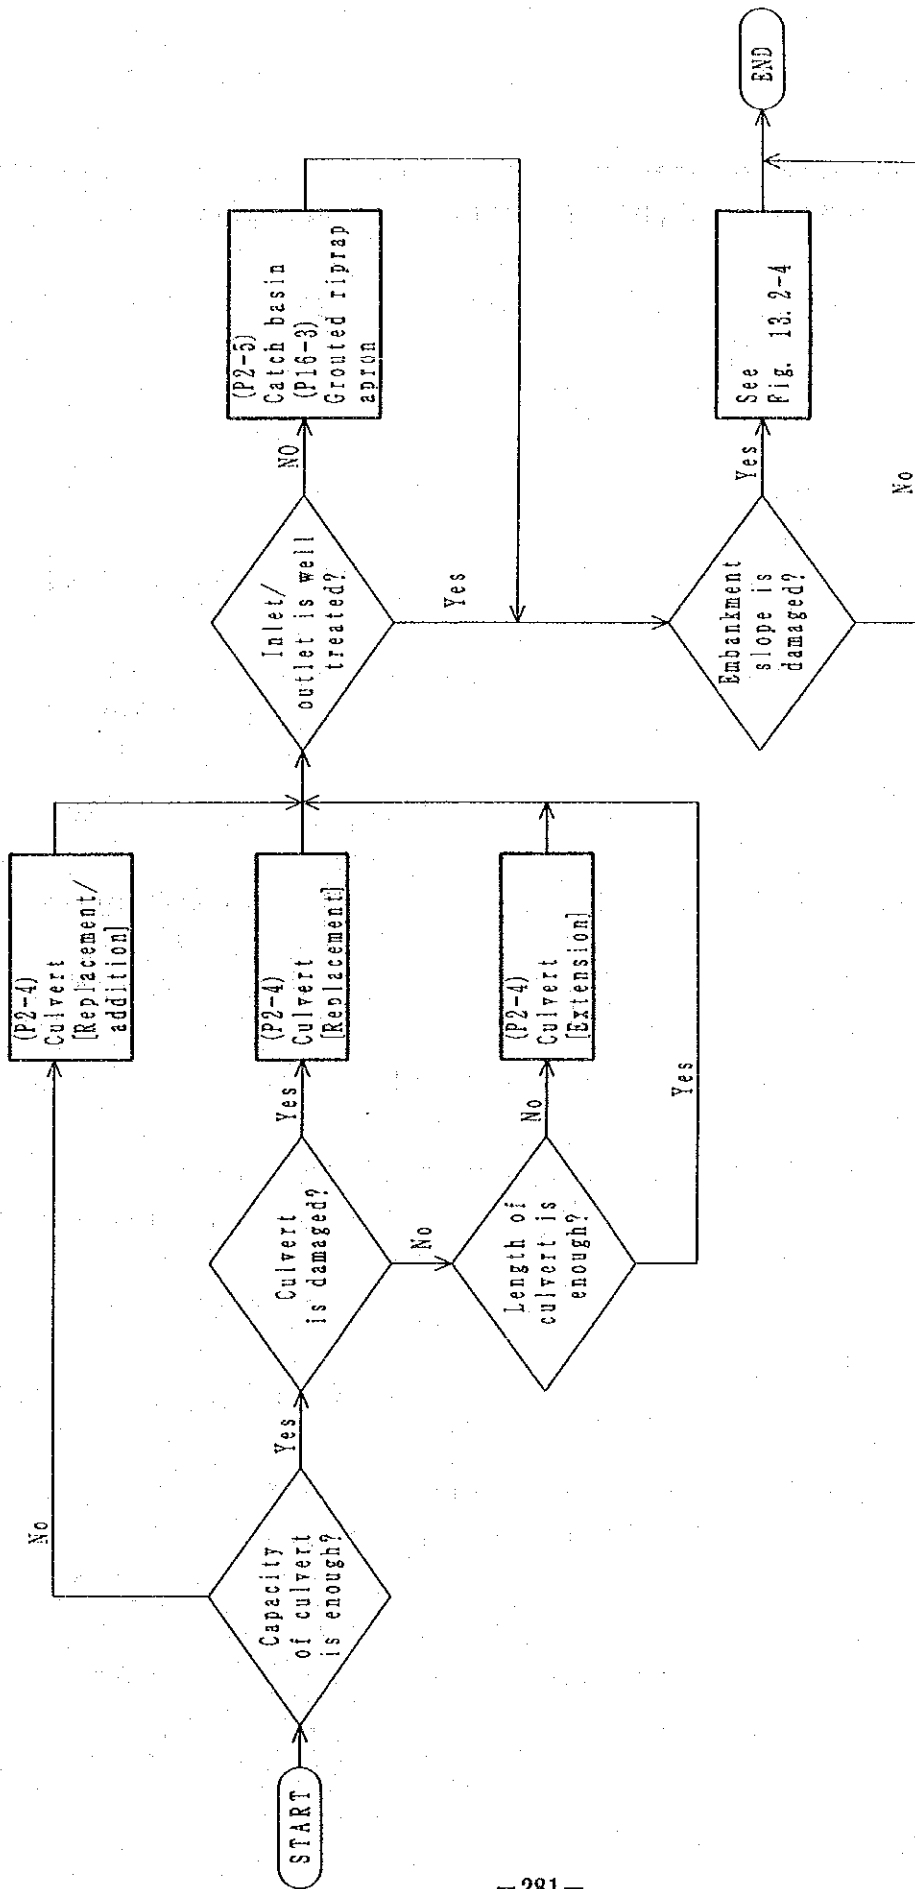 START
Capacity
of culvert
is enough?
No
Yes
(P2-4)
Culvert
[Replacement/
addition]
Culvert
is damaged?
Yes
(P2-4)
Culvert
[Replacement]
No
Length of
culvert is
enough?
No
(P2-4)
Culvert
[Extension]
Yes
Inlet/
outlet is well
treated?
NO
(P2-5)
Catch basin
(P16-3)
Grouted riprap
apron
Yes
Embankment
slope is
damaged?
Yes
See
Fig. 13.2-4
No
END
-281-